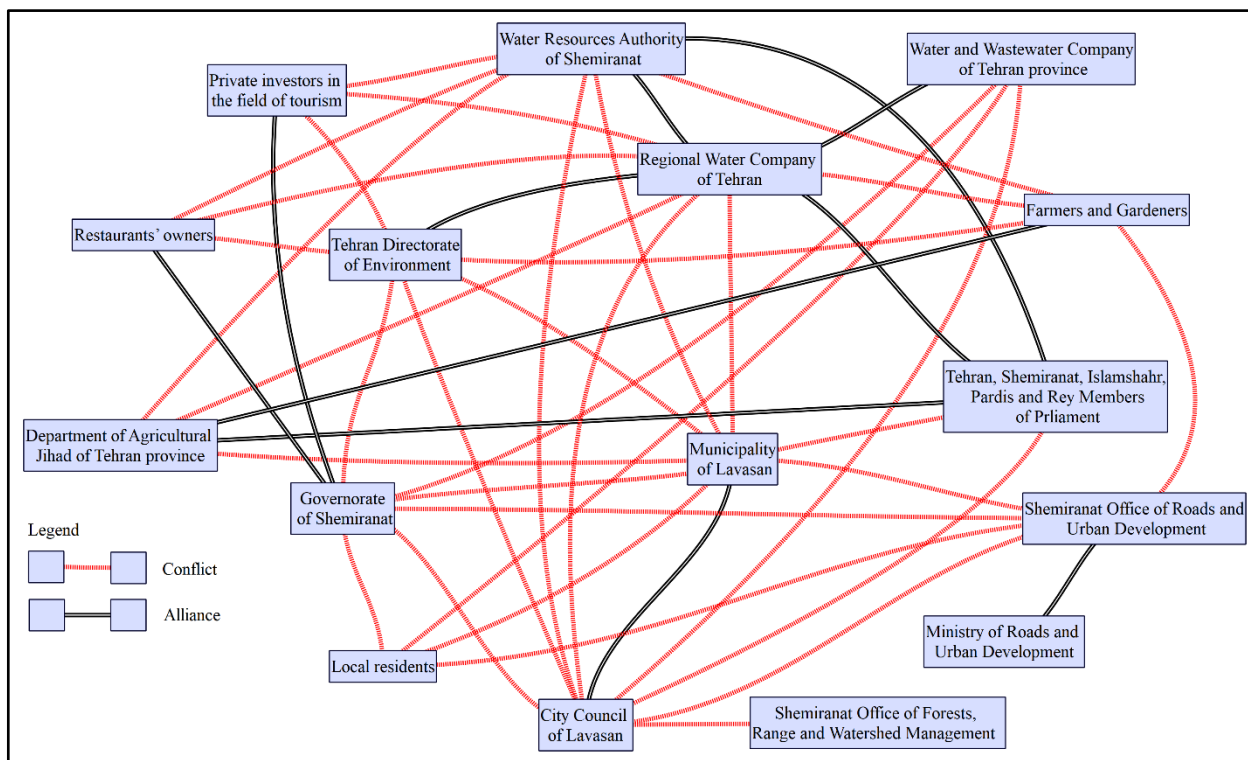 Water Resources Authority
of Shemiranat
Water and Wastewater Company
of Tehran province
Private investors in
the field of tourism
Regional Water Company
of Tehran
Farmers and Gardeners
Restaurants’ owners
Tehran Directorate
of Environment
Tehran, Shemiranat, Islamshahr,
Pardis and Rey Members
of Prliament
Department of Agricultural
Jihad of Tehran province
Municipality
of Lavasan
Governorate
of Shemiranat
Shemiranat Office of Roads and
Urban Development
Legend
Conflict
Alliance
Ministry of Roads and
Urban Development
Local residents
City Council
of Lavasan
Shemiranat Office of Forests,
Range and Watershed Management